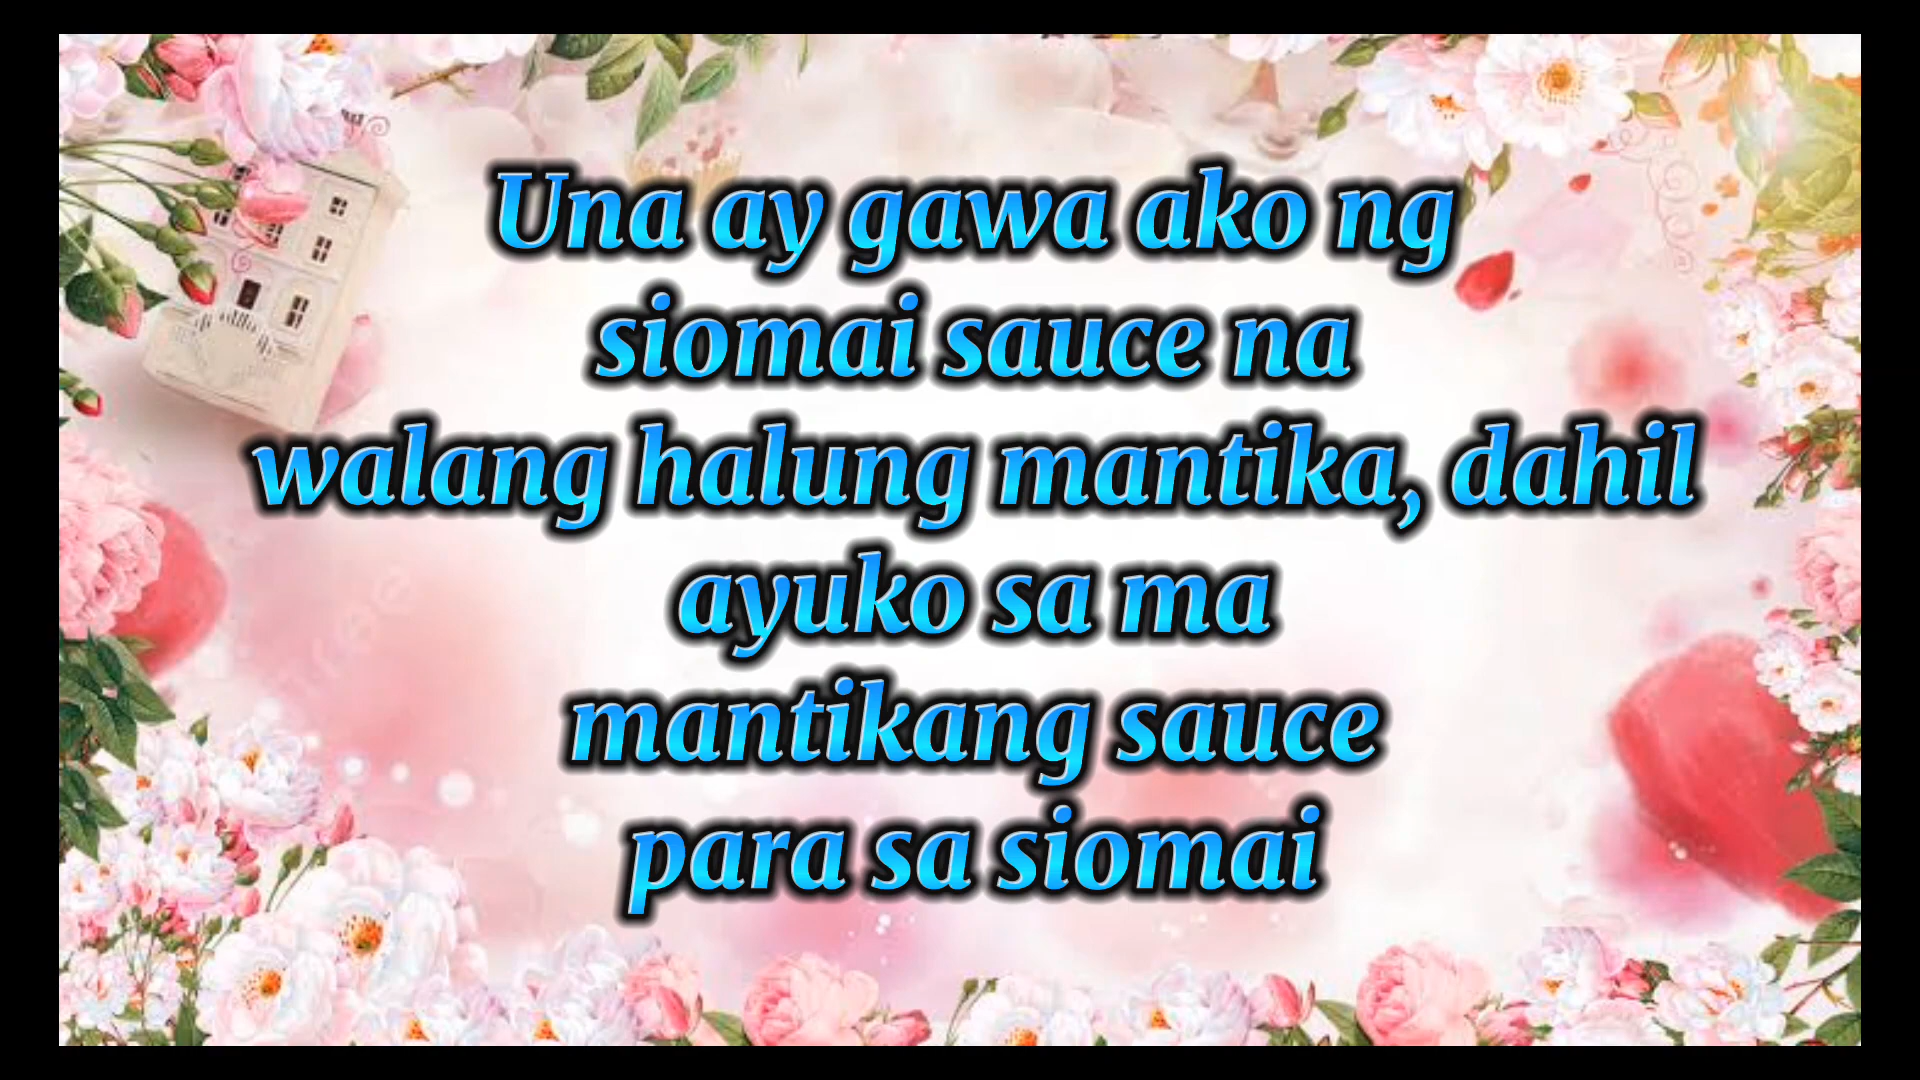 Una ay gawa ako ng
siomai sauce na
walang halung mantika, dahil
ayuko sa ma
mantikang sauce
para sa siomai